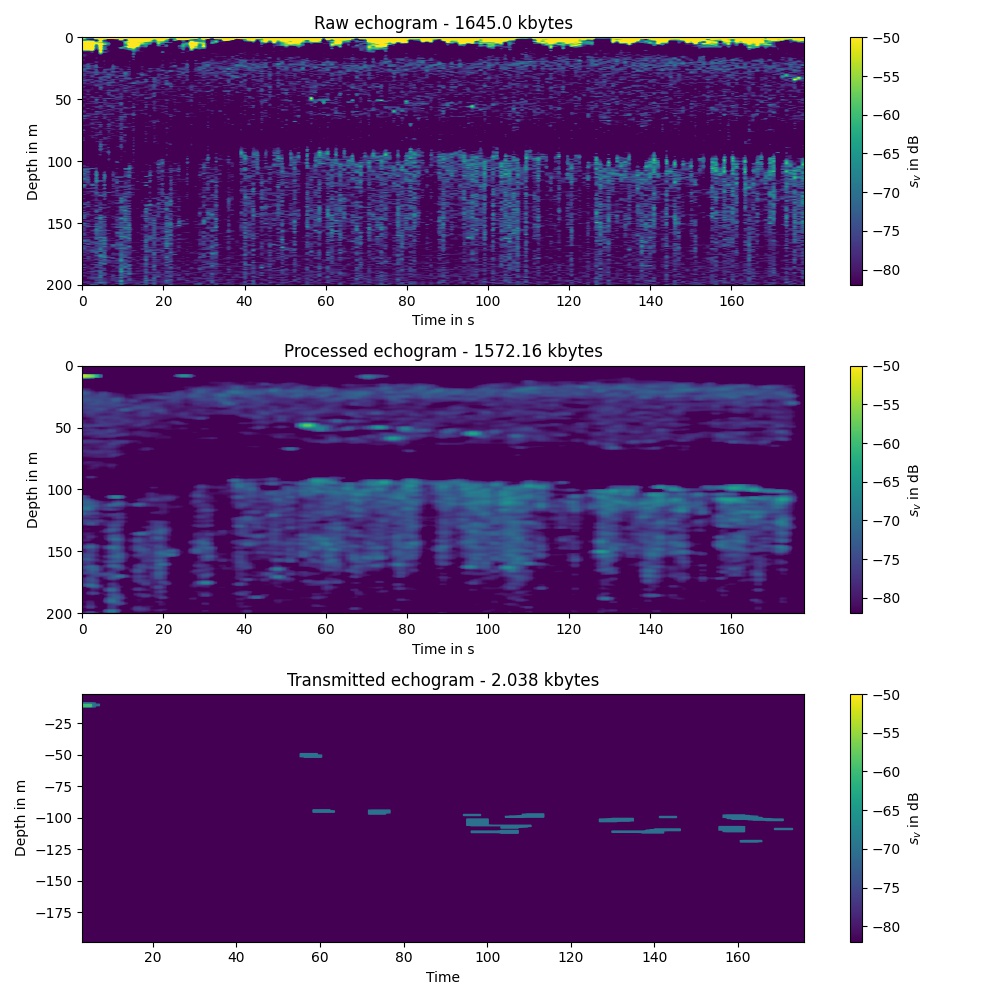 Raw echogram - 1645.0 kbytes
0
50
100
150
200
Depth in m
0 20 40 60 80 100 120 140 160
Time in s
−50
−55
−60
−65
−70
−75
−80
sv in dB
Processed echogram - 1572.16 kbytes
0
50
100
150
200
Depth in m
0 20 40 60 80 100 120 140 160
Time in s
−50
−55
−60
−65
−70
−75
−80
sv in dB
Transmitted echogram - 2.038 kbytes
−25
−50
−75
−100
−125
−150
−175
Depth in m
20 40 60 80 100 120 140 160
Time
−50
−55
−60
−65
−70
−75
−80
sv in dB